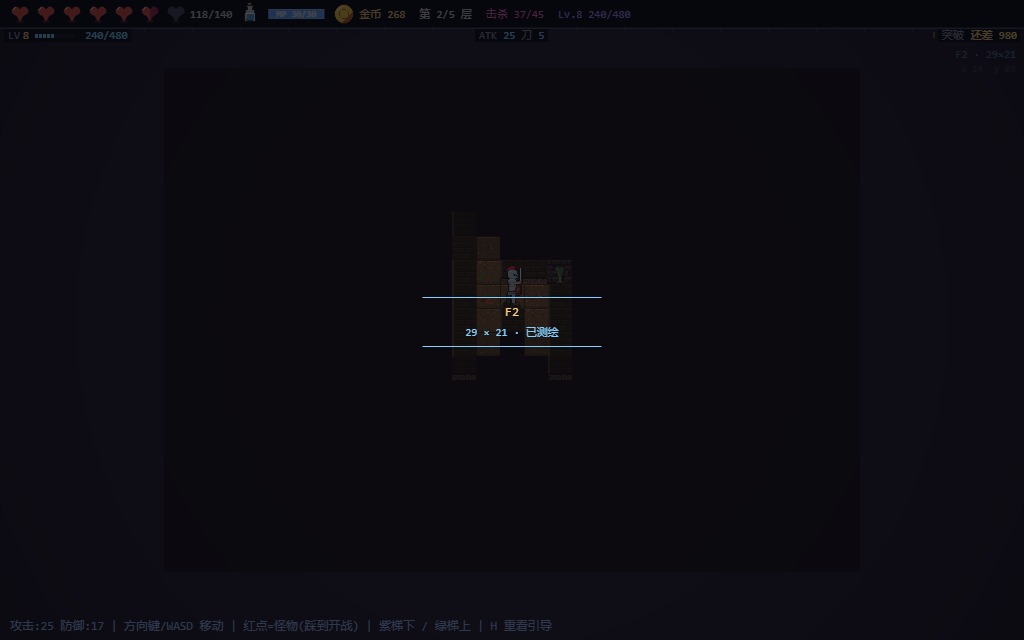 118/140 MP 30/30 金币 268 第 2/5 层 击杀 37/45 Lv.8 240/480
LV 8 240/480 ATK 25 刀 5 突破 还差 980
F2 · 29×21
F2
29 × 21 · 已测绘
攻击:25 防御:17 | 方向键/WASD 移动 | 红点=怪物(踩到开战) | 紫梯下 / 绿梯上 | H 重看引导